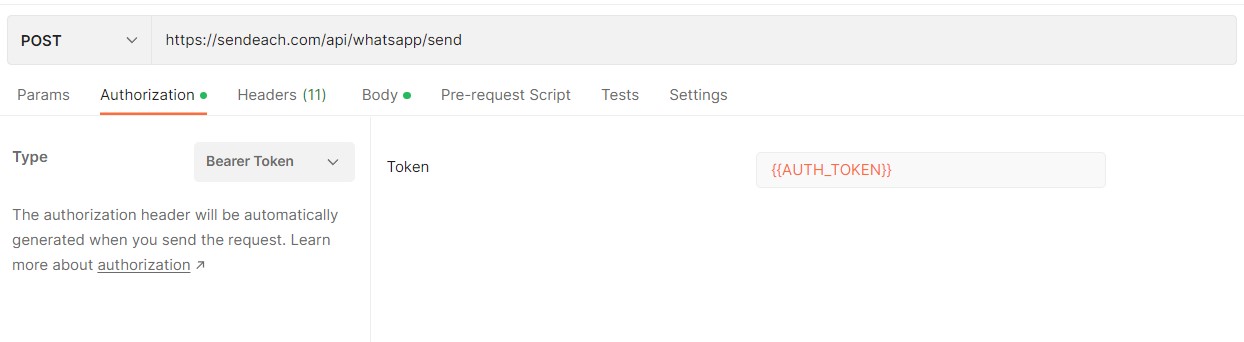 POST https://sendeach.com/api/whatsapp/send
Params Authorization Headers (11) Body Pre-request Script Tests Settings
Type Bearer Token
Token {{AUTH_TOKEN}}
The authorization header will be automatically
generated when you send the request. Learn
more about authorization ↗